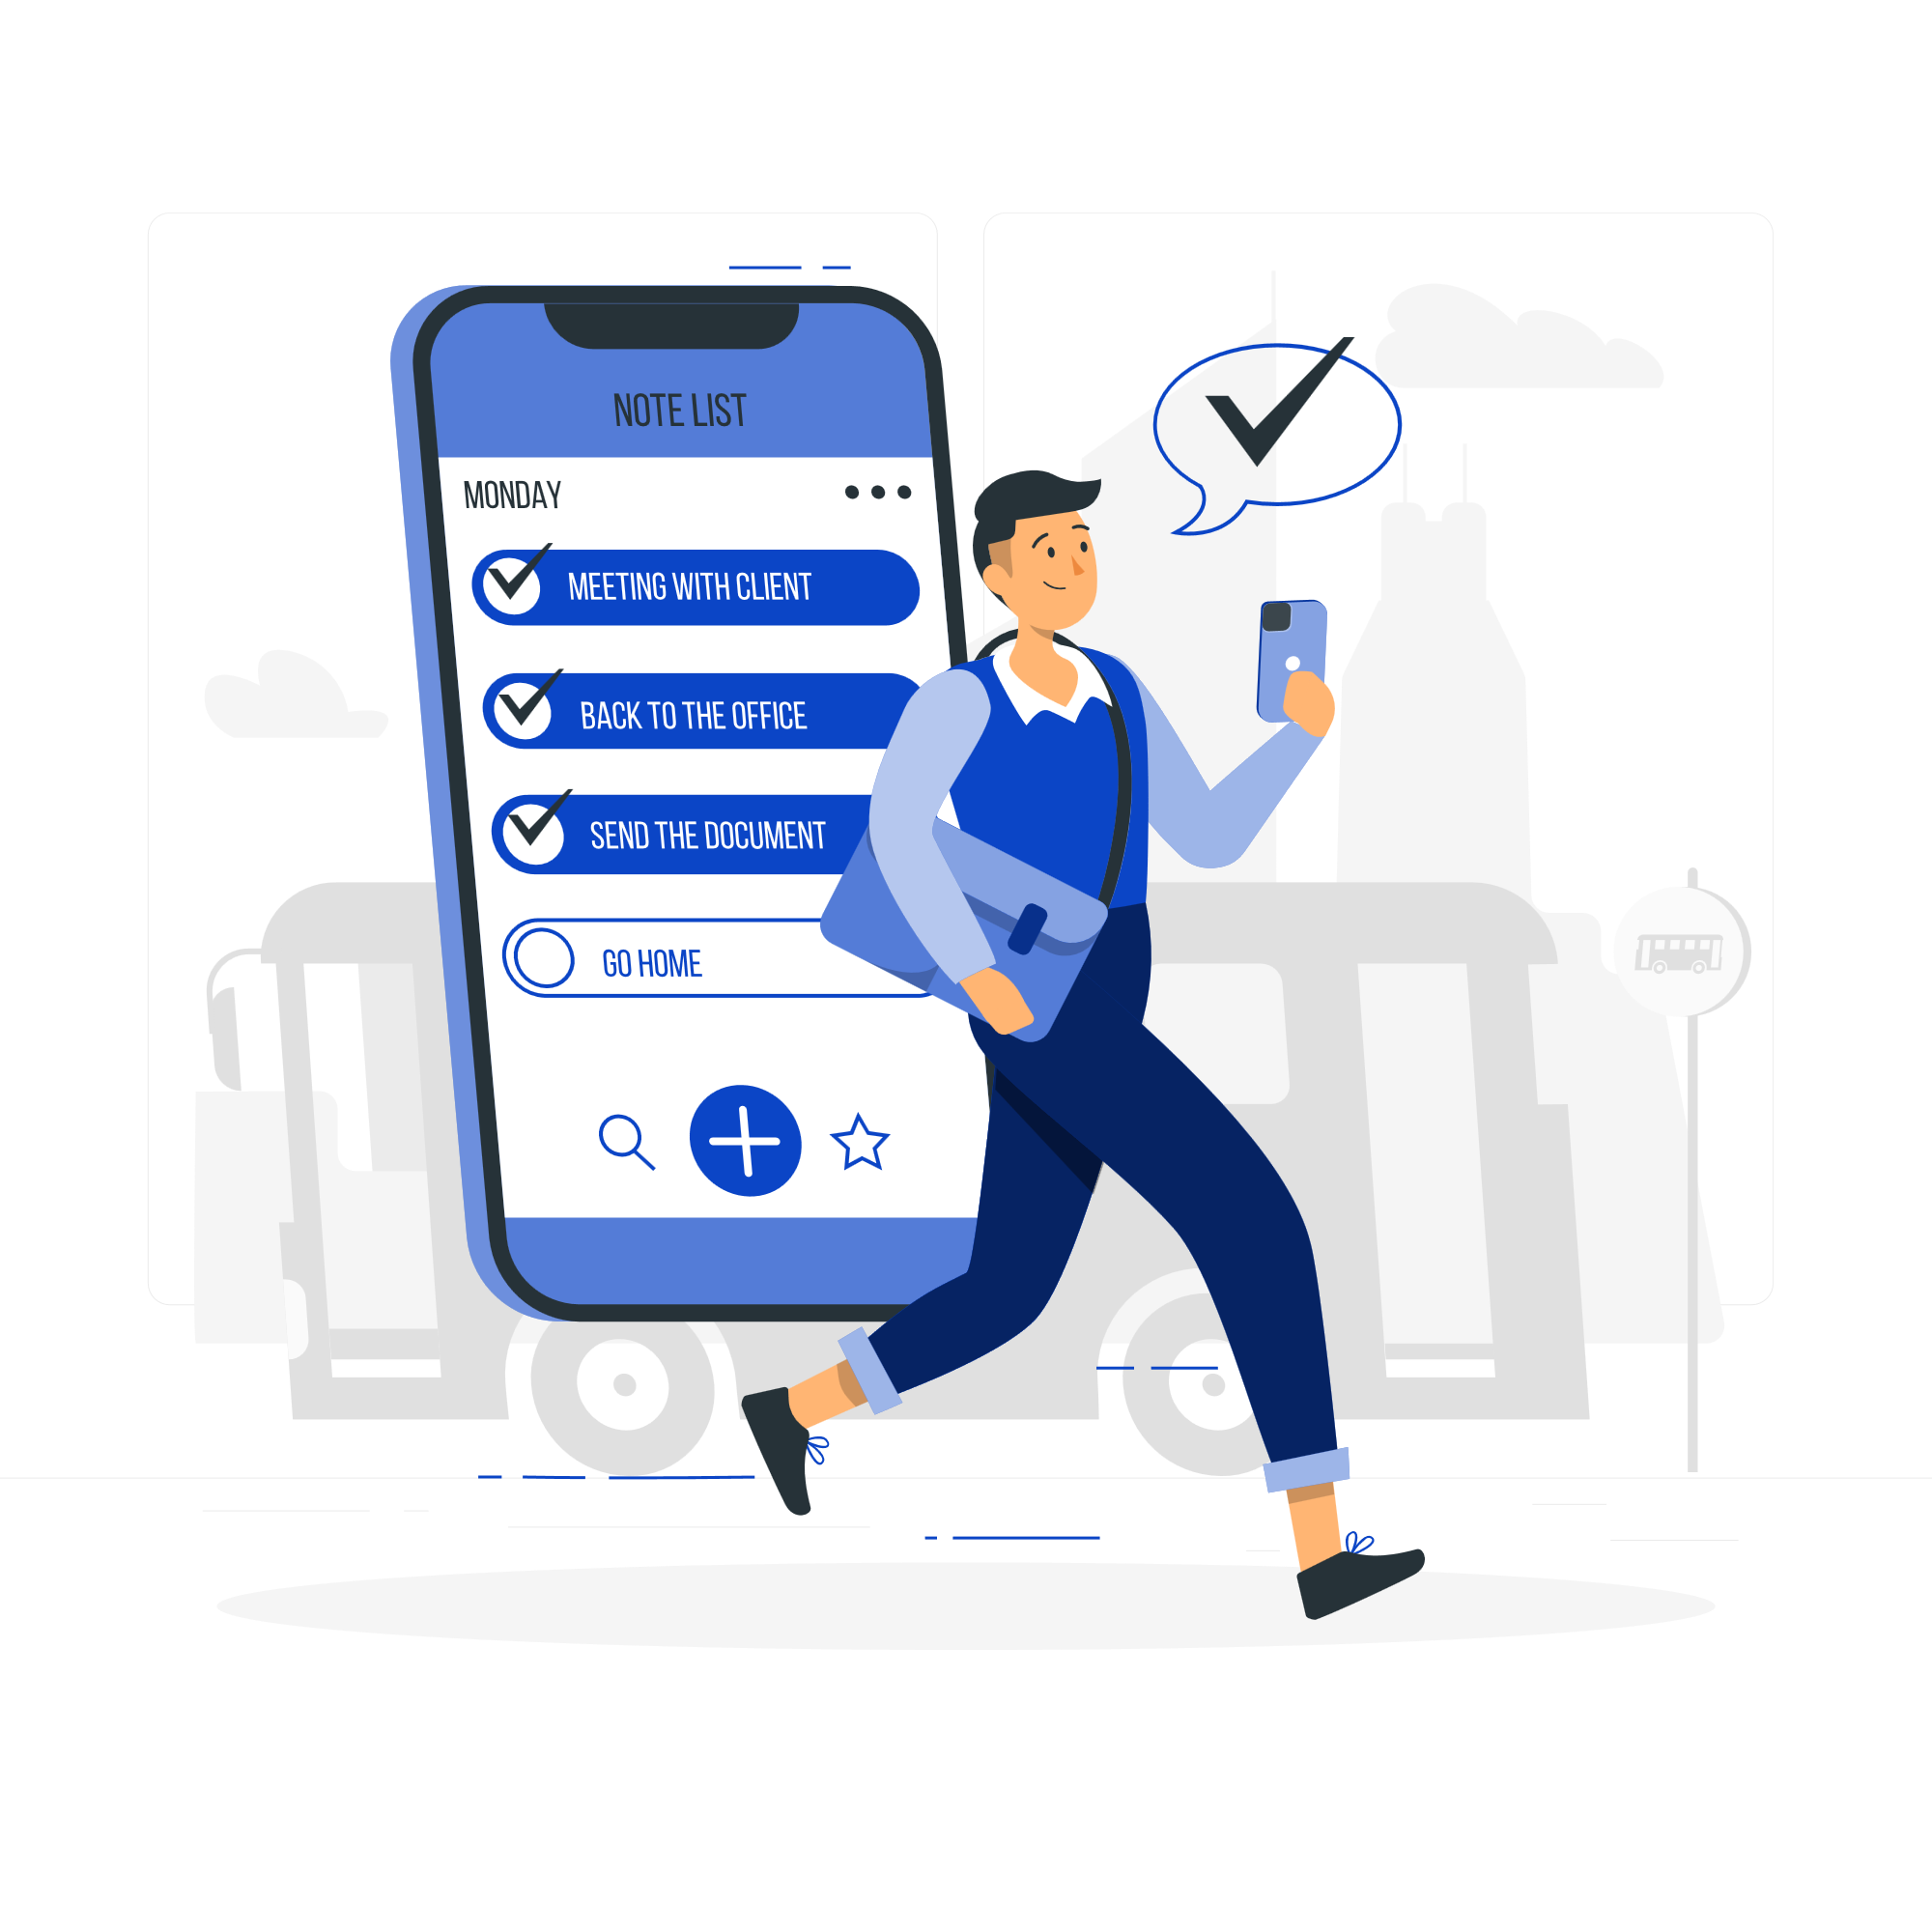 NOTE LIST
MONDAY
MEETING WITH CLIENT
BACK TO THE OFFICE
SEND THE DOCUMENT
GO HOME